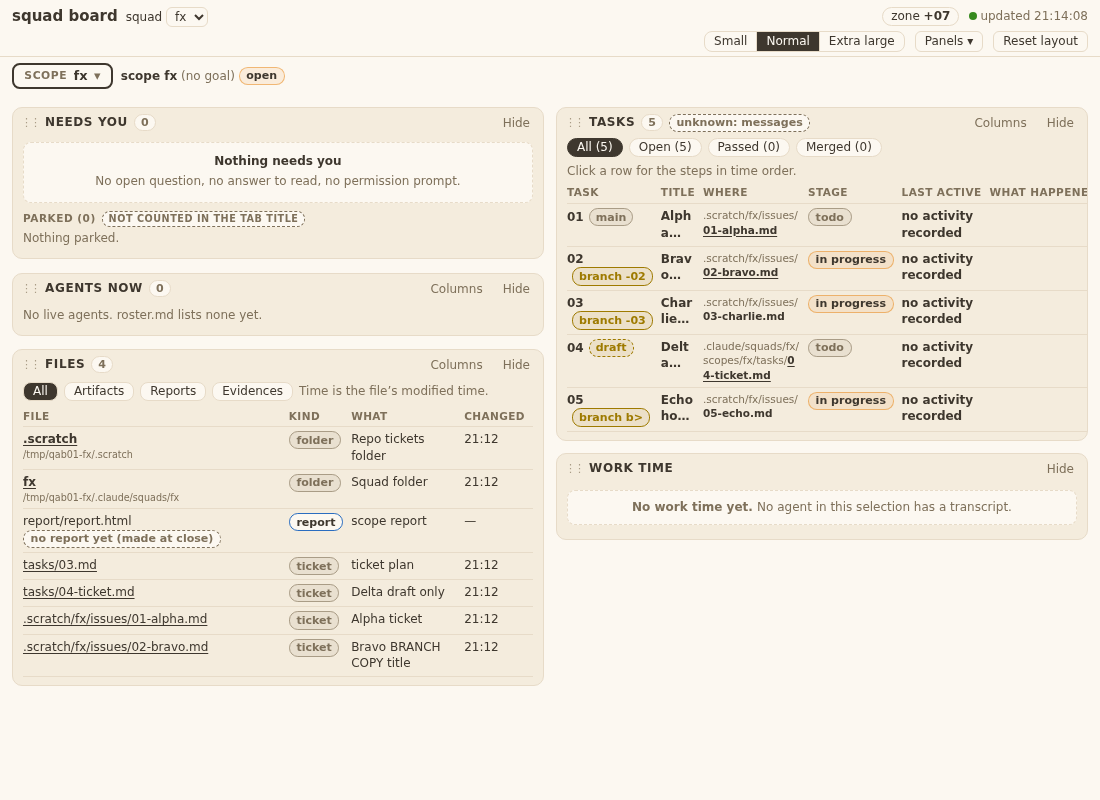 squad board squad fx
zone +07 updated 21:14:08
Small Normal Extra large Panels ▾ Reset layout
SCOPE fx ▾ scope fx (no goal) open
NEEDS YOU 0 Hide
Nothing needs you
No open question, no answer to read, no permission prompt.
PARKED (0) NOT COUNTED IN THE TAB TITLE
Nothing parked.
AGENTS NOW 0 Columns Hide
No live agents. roster.md lists none yet.
FILES 4 Columns Hide
All Artifacts Reports Evidences Time is the file’s modified time.
FILE KIND WHAT CHANGED
.scratch folder Repo tickets 21:12
/tmp/qab01-fx/.scratch folder
fx folder Squad folder 21:12
/tmp/qab01-fx/.claude/squads/fx
report/report.html report scope report —
no report yet (made at close)
tasks/03.md ticket ticket plan 21:12
tasks/04-ticket.md ticket Delta draft only 21:12
.scratch/fx/issues/01-alpha.md ticket Alpha ticket 21:12
.scratch/fx/issues/02-bravo.md ticket Bravo BRANCH 21:12
COPY title
TASKS 5 unknown: messages Columns Hide
All (5) Open (5) Passed (0) Merged (0)
Click a row for the steps in time order.
TASK TITLE WHERE STAGE LAST ACTIVE WHAT HAPPENE
01 main Alph .scratch/fx/issues/ todo no activity
a… 01-alpha.md recorded
02 Brav .scratch/fx/issues/ in progress no activity
branch -02 o… 02-bravo.md recorded
03 Char .scratch/fx/issues/ in progress no activity
branch -03 lie… 03-charlie.md recorded
04 draft Delt .claude/squads/fx/ todo no activity
a… scopes/fx/tasks/0 recorded
4-ticket.md
05 Echo .scratch/fx/issues/ in progress no activity
branch b> ho… 05-echo.md recorded
WORK TIME Hide
No work time yet. No agent in this selection has a transcript.